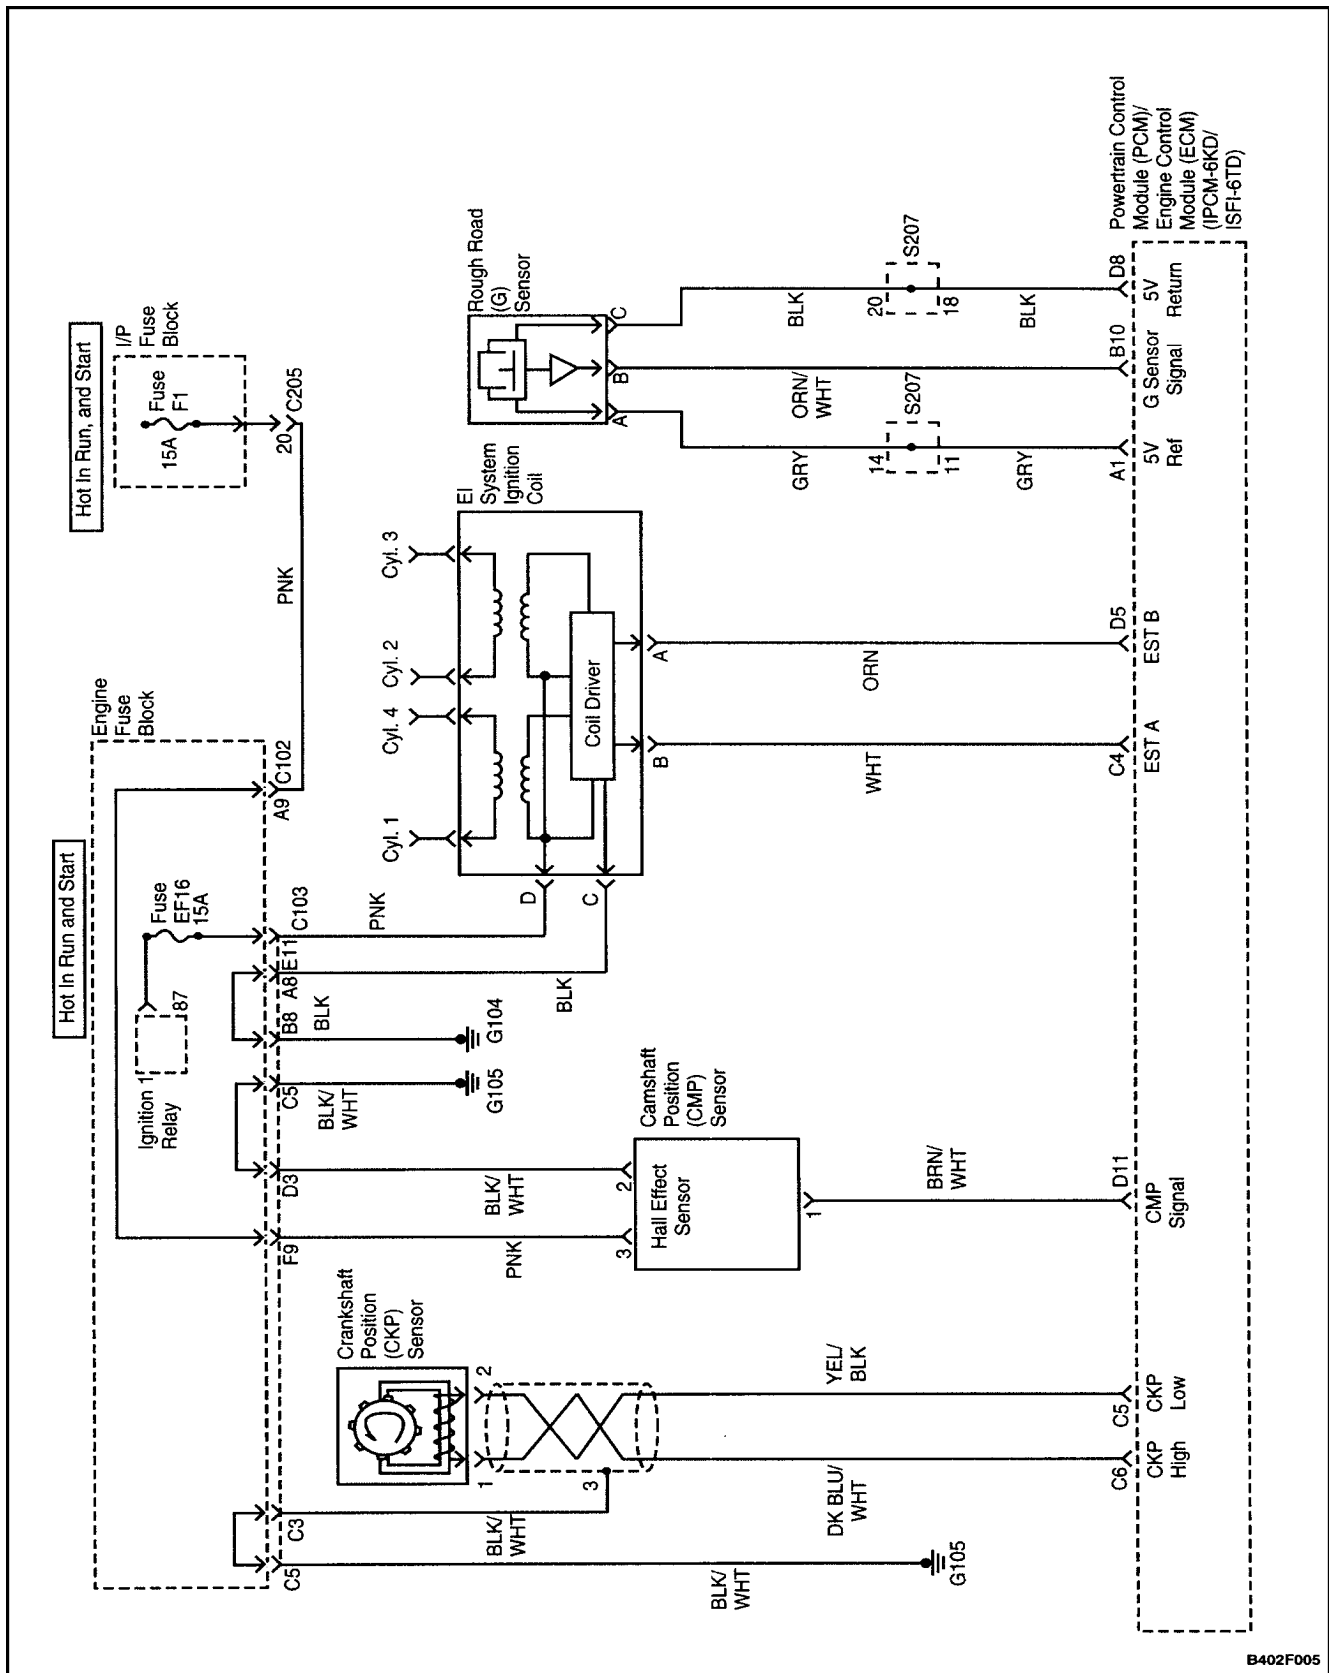 Hot In Run, and Start
I/P
Fuse
Block
Fuse
F1
15A
20
C205
PNK
Hot In Run and Start
Engine
Fuse
Block
Fuse
EF16
15A
Ignition 1
Relay
87
A9
C102
C103
E11
A8
B8
C5
D3
F9
C3
C5
PNK
BLK
BLK
G104
BLK/
WHT
G105
BLK/
WHT
PNK
EI
System
Ignition
Coil
Cyl. 1
Cyl. 4
Cyl. 2
Cyl. 3
Coil Driver
D
C
B
A
WHT
ORN
Rough Road
(G)
Sensor
A
B
C
GRY
14
11
S207
GRY
ORN/
WHT
BLK
20
18
S207
BLK
Camshaft
Position
(CMP)
Sensor
Hall Effect
Sensor
3
2
1
BRN/
WHT
Crankshaft
Position
(CKP)
Sensor
1
2
3
BLK/
WHT
YEL/
BLK
DK BLU/
WHT
BLK/
WHT
G105
Powertrain Control
Module (PCM)/
Engine Control
Module (ECM)
(IPCM-6KD/
ISFI-6TD)
C6
CKP
High
C5
CKP
Low
D11
CMP
Signal
C4
EST A
D5
EST B
A1
5V
Ref
B10
G Sensor
Signal
D8
5V
Return
B402F005